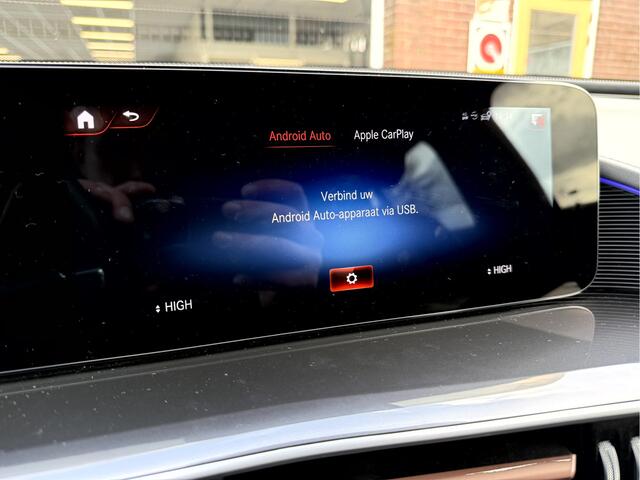 Android Auto Apple CarPlay
Verbind uw
Android Auto-apparaat via USB.
HIGH
HIGH